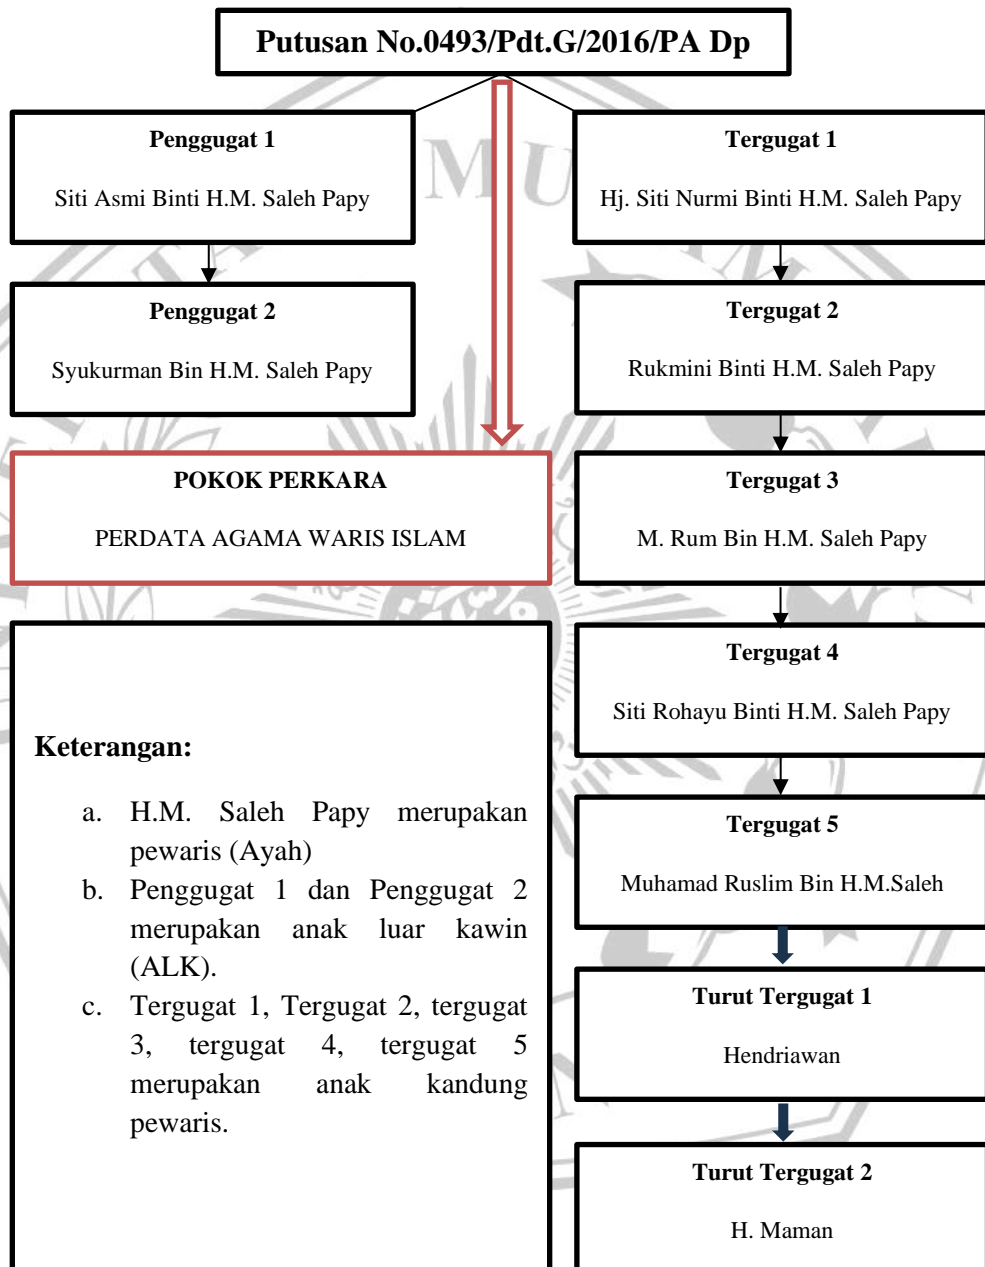 Putusan No.0493/Pdt.G/2016/PA Dp
Penggugat 1
Siti Asmi Binti H.M. Saleh Papy
Penggugat 2
Syukurman Bin H.M. Saleh Papy
POKOK PERKARA
PERDATA AGAMA WARIS ISLAM
Keterangan:
a. H.M. Saleh Papy merupakan
pewaris (Ayah)
b. Penggugat 1 dan Penggugat 2
merupakan anak luar kawin
(ALK).
c. Tergugat 1, Tergugat 2, tergugat
3, tergugat 4, tergugat 5
merupakan anak kandung
pewaris.
Tergugat 1
Hj. Siti Nurmi Binti H.M. Saleh Papy
Tergugat 2
Rukmini Binti H.M. Saleh Papy
Tergugat 3
M. Rum Bin H.M. Saleh Papy
Tergugat 4
Siti Rohayu Binti H.M. Saleh Papy
Tergugat 5
Muhamad Ruslim Bin H.M.Saleh
Turut Tergugat 1
Hendriawan
Turut Tergugat 2
H. Maman